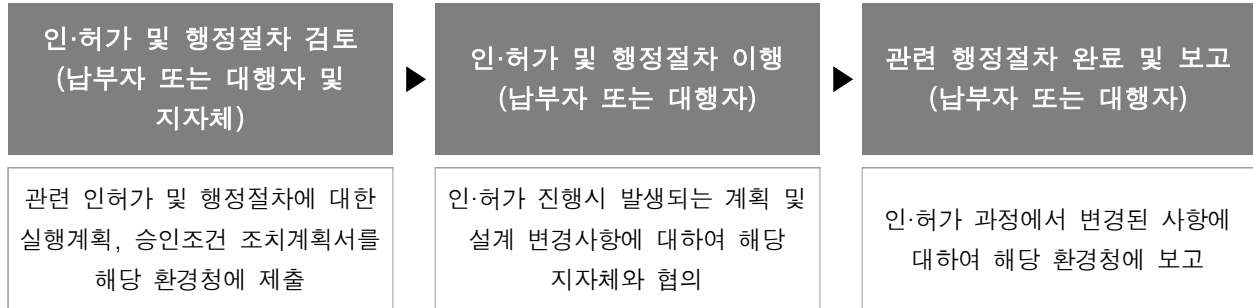 인·허가 및 행정절차 검토
(납부자 또는 대행자 및
지자체)
관련 인허가 및 행정절차에 대한
실행계획, 승인조건 조치계획서를
해당 환경청에 제출
인·허가 및 행정절차 이행
(납부자 또는 대행자)
인·허가 진행시 발생되는 계획 및
설계 변경사항에 대하여 해당
지자체와 협의
관련 행정절차 완료 및 보고
(납부자 또는 대행자)
인·허가 과정에서 변경된 사항에
대하여 해당 환경청에 보고